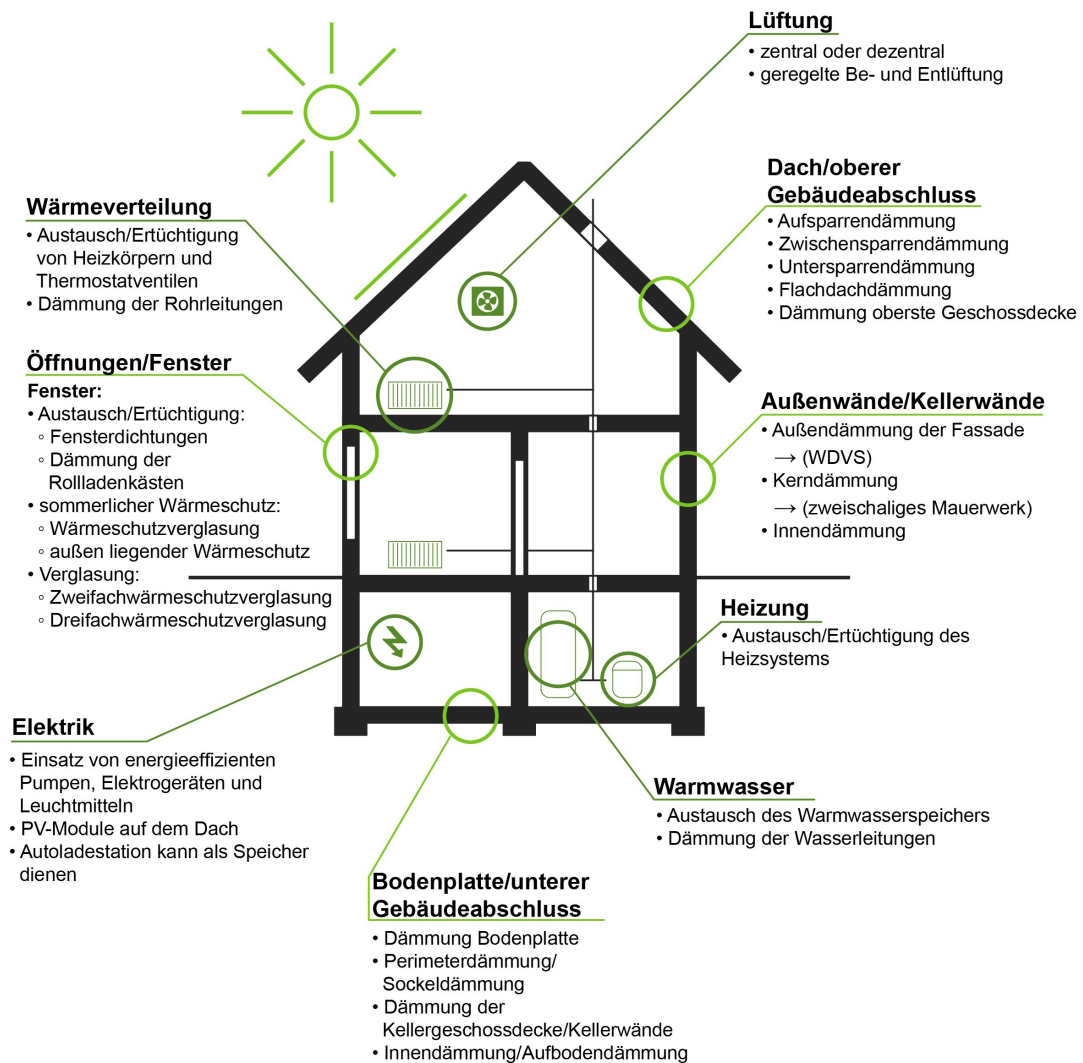 Lüftung
• zentral oder dezentral
• geregelte Be- und Entlüftung
Dach/oberer
Gebäudeabschluss
• Aufsparrendämmung
• Zwischensparrendämmung
• Untersparrendämmung
• Flachdachdämmung
• Dämmung oberste Geschossdecke
Wärmeverteilung
• Austausch/Ertüchtigung
von Heizkörpern und
Thermostatventilen
• Dämmung der Rohrleitungen
Öffnungen/Fenster
Fenster:
• Austausch/Ertüchtigung:
◦ Fensterdichtungen
◦ Dämmung der
Rollladenkästen
• sommerlicher Wärmeschutz:
◦ Wärmeschutzverglasung
◦ außen liegender Wärmeschutz
• Verglasung:
◦ Zweifachwärmeschutzverglasung
◦ Dreifachwärmeschutzverglasung
Außenwände/Kellerwände
• Außendämmung der Fassade
→ (WDVS)
• Kerndämmung
→ (zweischaliges Mauerwerk)
• Innendämmung
Heizung
• Austausch/Ertüchtigung des
Heizsystems
Elektrik
• Einsatz von energieeffizienten
Pumpen, Elektrogeräten und
Leuchtmitteln
• PV-Module auf dem Dach
• Autoladestation kann als Speicher
dienen
Warmwasser
• Austausch des Warmwasserspeichers
• Dämmung der Wasserleitungen
Bodenplatte/unterer
Gebäudeabschluss
• Dämmung Bodenplatte
• Perimeterdämmung/
Sockeldämmung
• Dämmung der
Kellergeschossdecke/Kellerwände
• Innendämmung/Aufbodendämmung